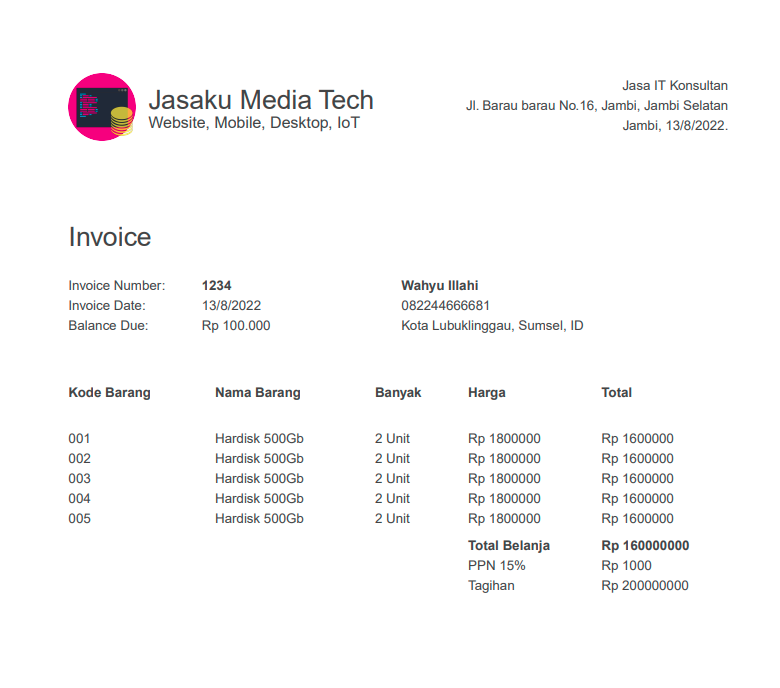 Jasaku Media Tech
Website, Mobile, Desktop, IoT
Jasa IT Konsultan
Jl. Barau barau No.16, Jambi, Jambi Selatan
Jambi, 13/8/2022.
Invoice
Invoice Number: 1234 Wahyu Illahi
Invoice Date: 13/8/2022 082244666681
Balance Due: Rp 100.000 Kota Lubuklinggau, Sumsel, ID
Kode Barang Nama Barang Banyak Harga Total
001 Hardisk 500Gb 2 Unit Rp 1800000 Rp 1600000
002 Hardisk 500Gb 2 Unit Rp 1800000 Rp 1600000
003 Hardisk 500Gb 2 Unit Rp 1800000 Rp 1600000
004 Hardisk 500Gb 2 Unit Rp 1800000 Rp 1600000
005 Hardisk 500Gb 2 Unit Rp 1800000 Rp 1600000
Total Belanja Rp 160000000
PPN 15% Rp 1000
Tagihan Rp 200000000